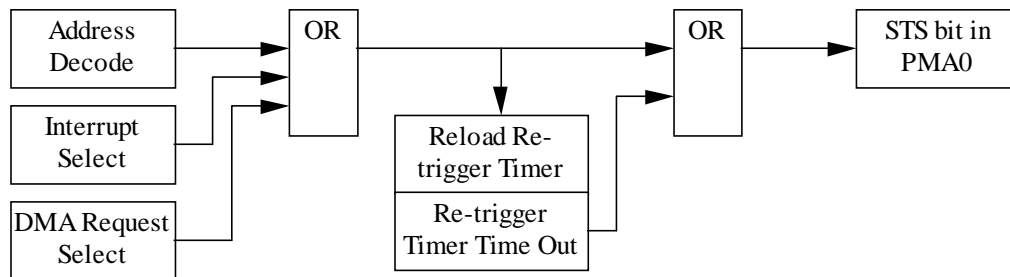 Address
Decode
OR
OR
STS bit in
PMA0
Interrupt
Select
Reload Re-
trigger Timer
DMA Request
Select
Re-trigger
Timer Time Out